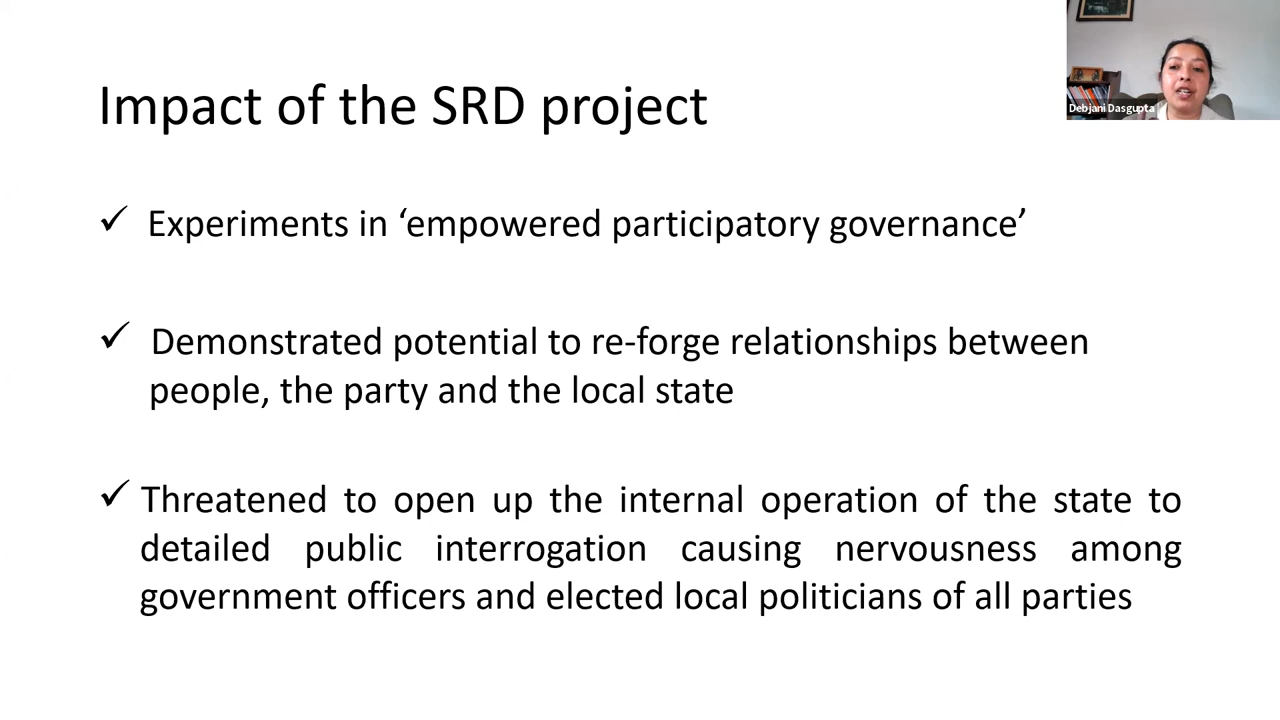 Impact of the SRD project
Debjani Dasgupta
✓ Experiments in ‘empowered participatory governance’
✓ Demonstrated potential to re-forge relationships between
people, the party and the local state
✓ Threatened to open up the internal operation of the state to
detailed public interrogation causing nervousness among
government officers and elected local politicians of all parties